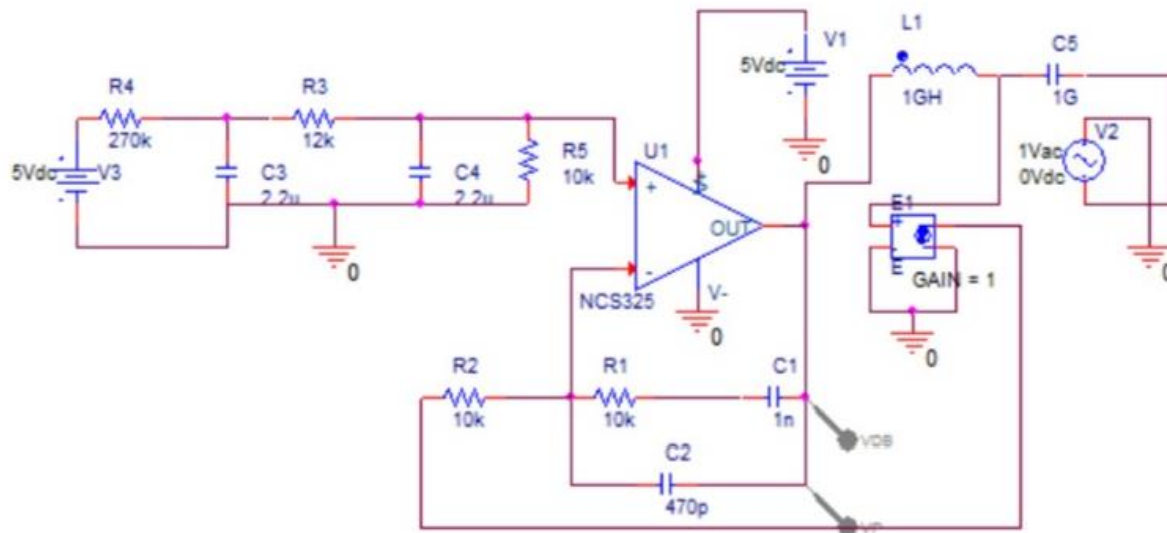 R4
270k
5Vdc
V3
R3
12k
C3
2.2u
C4
2.2u
R5
10k
0
U1
+
-
OUT
V-
NCS325
0
5Vdc
V1
0
L1
1GH
C5
1G
1Vac
0Vdc
V2
0
E1
E
GAIN = 1
0
R2
10k
R1
10k
C1
1n
C2
470p
VDB
VP